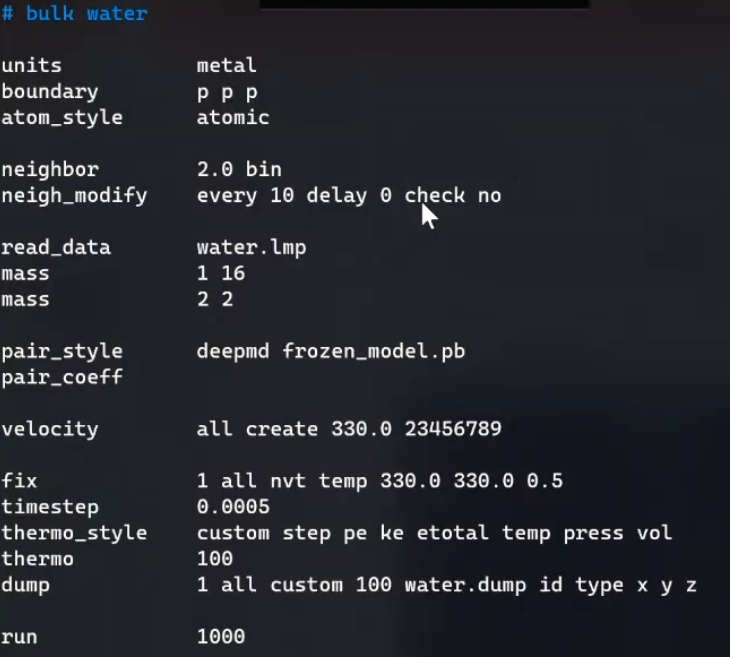 # bulk water
units metal
boundary p p p
atom_style atomic
neighbor 2.0 bin
neigh_modify every 10 delay 0 check no
read_data water.lmp
mass 1 16
mass 2 2
pair_style deepmd frozen_model.pb
pair_coeff
velocity all create 330.0 23456789
fix 1 all nvt temp 330.0 330.0 0.5
timestep 0.0005
thermo_style custom step pe ke etotal temp press vol
thermo 100
dump 1 all custom 100 water.dump id type x y z
run 1000